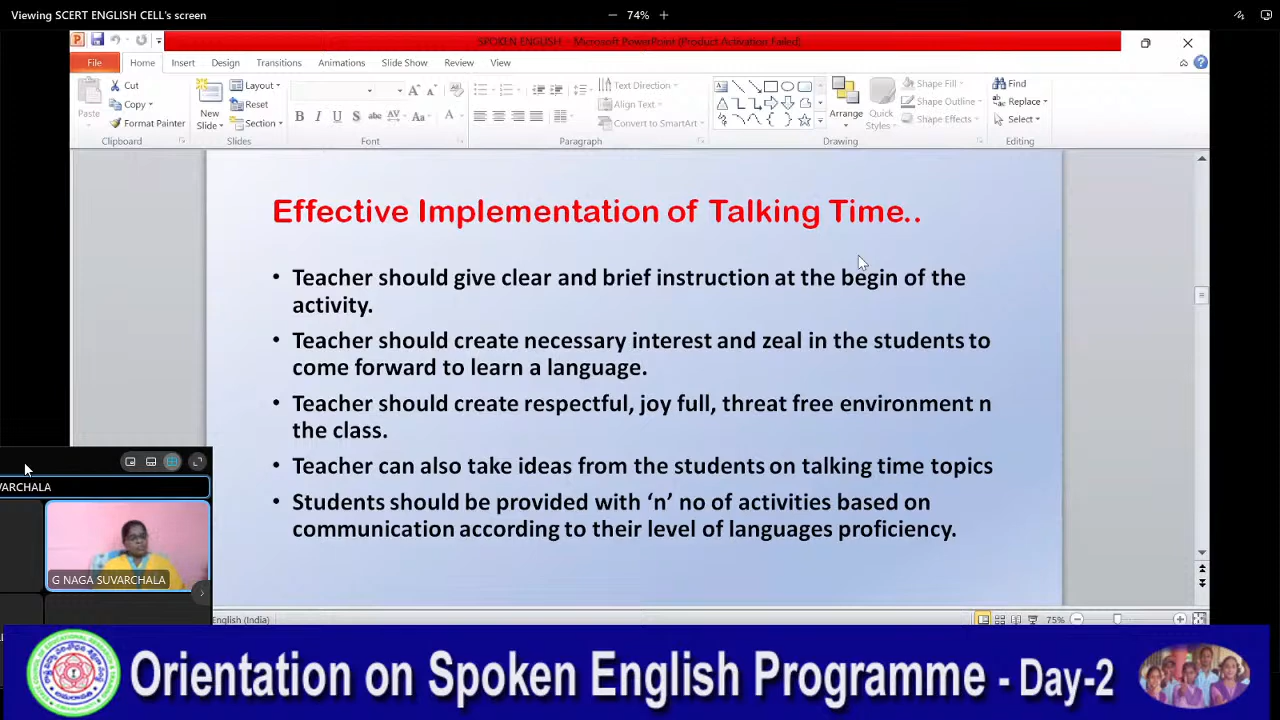 Viewing SCERT ENGLISH CELL's screen
74%
SPOKEN ENGLISH - Microsoft PowerPoint (Product Activation Failed)
File Home Insert Design Transitions Animations Slide Show Review View
Cut
Copy
Format Painter
Paste
Clipboard
New
Slide
Layout
Reset
Section
Slides
Font
Text Direction
Align Text
Convert to SmartArt
Paragraph
Arrange
Quick
Styles
Shape Fill
Shape Outline
Shape Effects
Drawing
Find
Replace
Select
Editing
Effective Implementation of Talking Time..
• Teacher should give clear and brief instruction at the begin of the
activity.
• Teacher should create necessary interest and zeal in the students to
come forward to learn a language.
• Teacher should create respectful, joy full, threat free environment n
the class.
• Teacher can also take ideas from the students on talking time topics
• Students should be provided with ‘n’ no of activities based on
communication according to their level of languages proficiency.
VARCHALA
G NAGA SUVARCHALA
English (India)
75%
Orientation on Spoken English Programme - Day-2